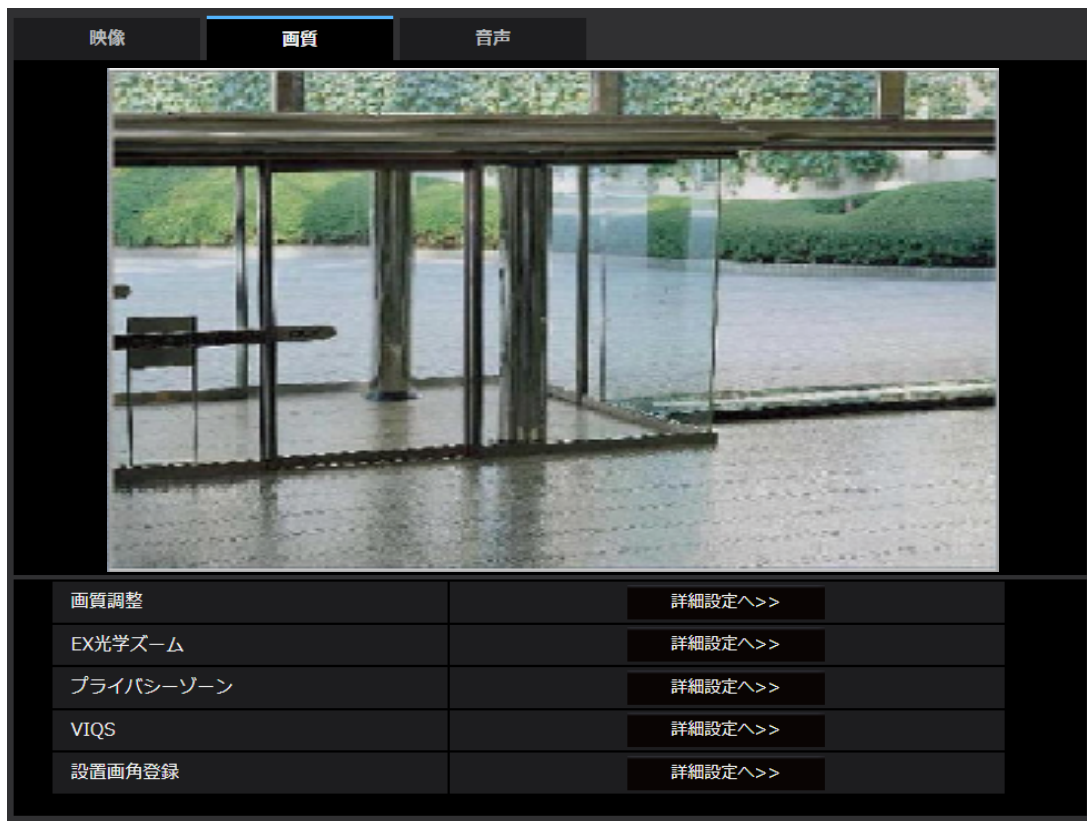 映像 画質 音声
画質調整 詳細設定へ>>
EX光学ズーム 詳細設定へ>>
プライバシーゾーン 詳細設定へ>>
VIQS 詳細設定へ>>
設置画角登録 詳細設定へ>>